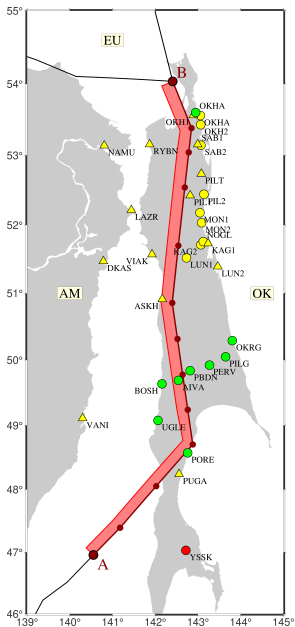 55°
EU
54°
B
OKHA
OKH1
OKHA
OKH2
53°
NAMU
RYBN
SAB1
SAB2
PILT
PIL
PIL2
52°
LAZR
MON1
MON2
NOGL
KAG2
KAG1
VIAK
DKAS
LUN1
LUN2
51°
AM
OK
ASKH
50°
OKRG
PILG
PERV
PBDN
AIVA
BOSH
49°
VANI
UGLE
PORE
48°
PUGA
47°
A
YSSK
46°
139° 140° 141° 142° 143° 144° 145°